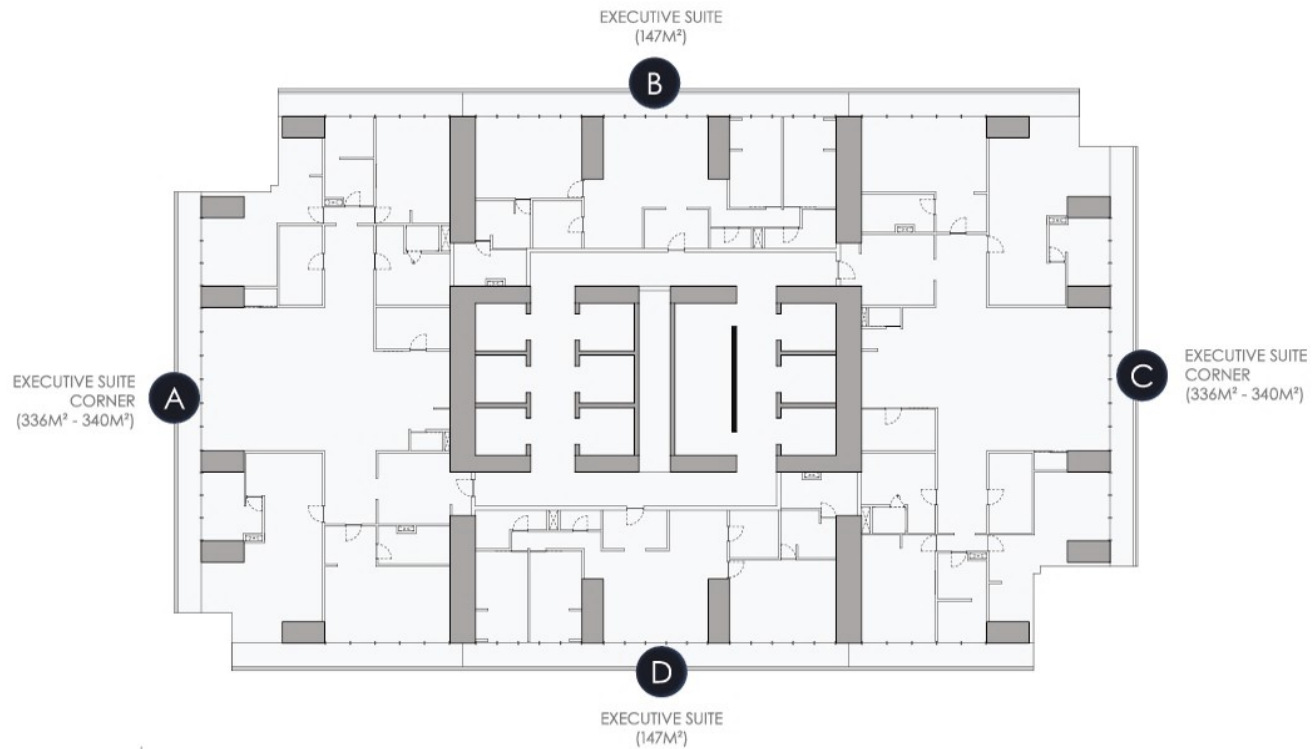 EXECUTIVE SUITE
(147M²)
B
A
EXECUTIVE SUITE
CORNER
(336M² - 340M²)
C
EXECUTIVE SUITE
CORNER
(336M² - 340M²)
D
EXECUTIVE SUITE
(147M²)